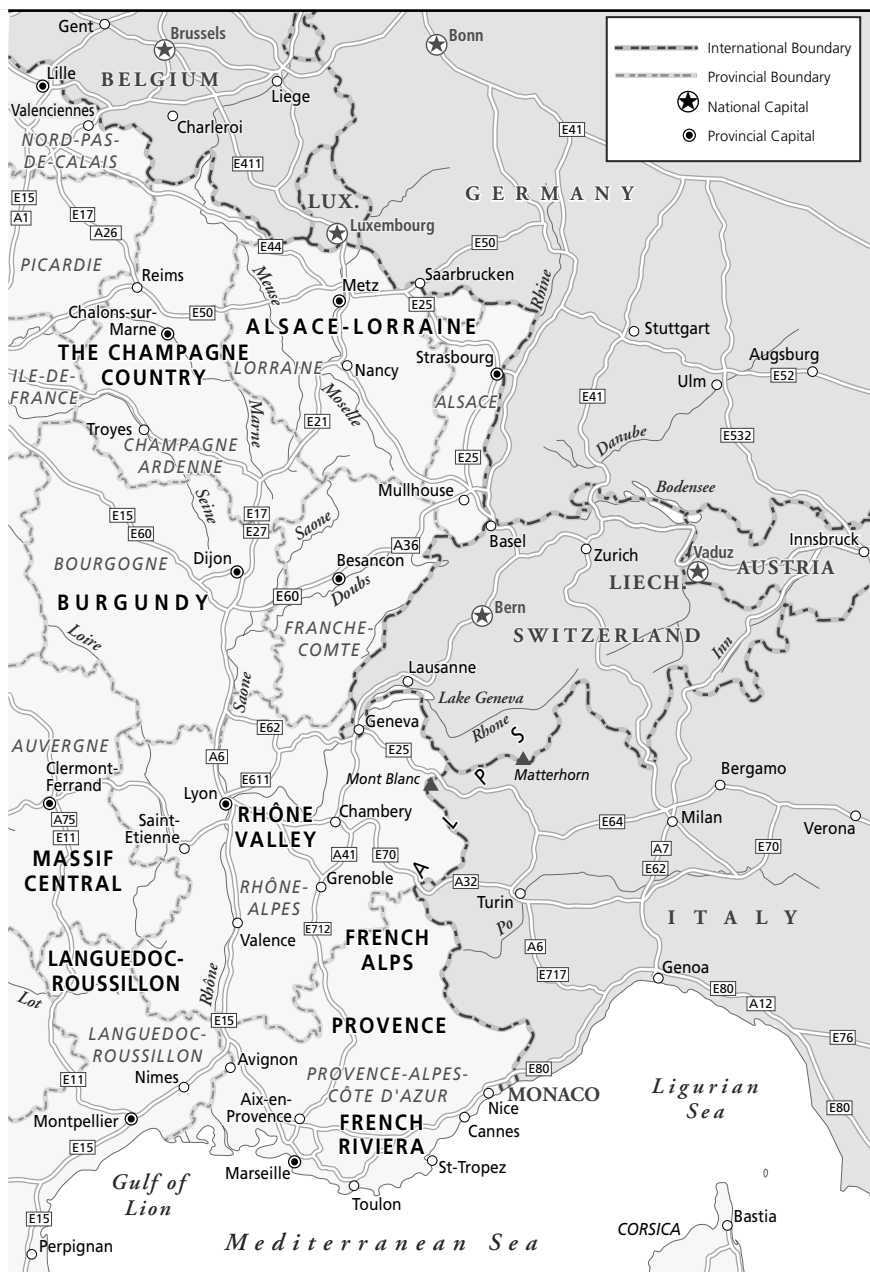 International Boundary
Provincial Boundary
National Capital
Provincial Capital
Gent
Brussels
Bonn
Lille
BELGIUM
Liege
Valenciennes
Charleroi
E41
NORD-PAS-
DE-CALAIS
E411
E15
A1
E17
LUX.
GERMANY
A26
Luxembourg
E44
E50
PICARDIE
Meuse
Saarbrucken
Rhine
Reims
Metz
E25
E50
Chalons-sur-
Marne
ALSACE-LORRAINE
Stuttgart
THE CHAMPAGNE
COUNTRY
Strasbourg
Augsburg
ILE-DE-
FRANCE
LORRAINE
Nancy
Ulm
E52
Moselle
ALSACE
E41
Troyes
Marne
E21
CHAMPAGNE
ARDENNE
Danube
E532
E25
Seine
Mullhouse
Bodensee
E15
E17
E60
E27
Saone
A36
Basel
Innsbruck
BOURGOGNE
Dijon
Besancon
Zurich
Vaduz
AUSTRIA
Doubs
LIECH.
E60
BURGUNDY
Bern
FRANCHE-
COMTE
SWITZERLAND
Inn
Loire
Lausanne
Saone
Lake Geneva
E62
Geneva
Rhone
AUVERGNE
A6
E25
Clermont-
Ferrand
E611
Mont Blanc
ALPS
Matterhorn
Bergamo
Lyon
RHÔNE
VALLEY
Chambery
E64
Milan
Verona
A75
E11
Saint-
Etienne
A41
E70
A7
E62
E70
MASSIF
CENTRAL
Grenoble
A32
RHÔNE-
ALPES
Turin
E712
Po
ITALY
Valence
FRENCH
ALPS
A6
LANGUEDOC-
ROUSSILLON
E717
Genoa
Lot
Rhône
E80
A12
E15
PROVENCE
E76
LANGUEDOC-
ROUSSILLON
Avignon
E80
E11
Nimes
PROVENCE-ALPES-
CÔTE D'AZUR
MONACO
Ligurian
Sea
Aix-en-
Provence
Nice
E80
Montpellier
FRENCH
RIVIERA
Cannes
E15
Marseille
St-Tropez
Gulf of
Lion
Toulon
E15
CORSICA
Bastia
Perpignan
Mediterranean Sea